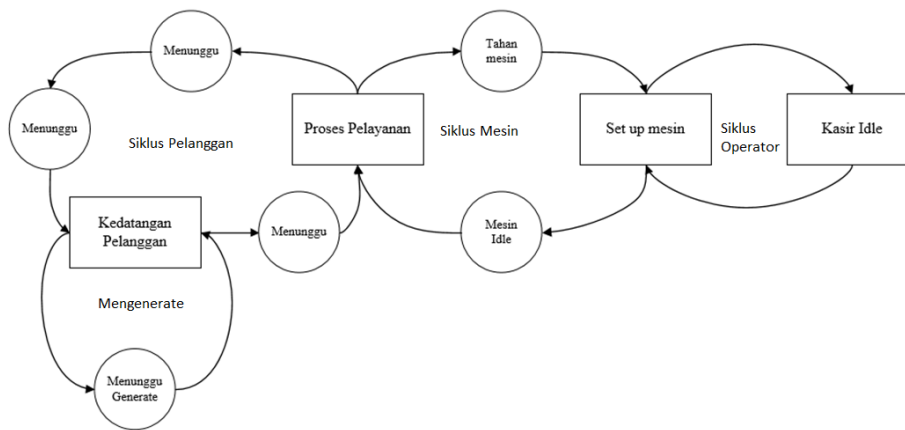 Menunggu
Tahan
mesin
Menunggu
Siklus Pelanggan
Proses Pelayanan
Siklus Mesin
Set up mesin
Siklus
Operator
Kasir Idle
Kedatangan
Pelanggan
Menunggu
Mesin
Idle
Mengenerate
Menunggu
Generate